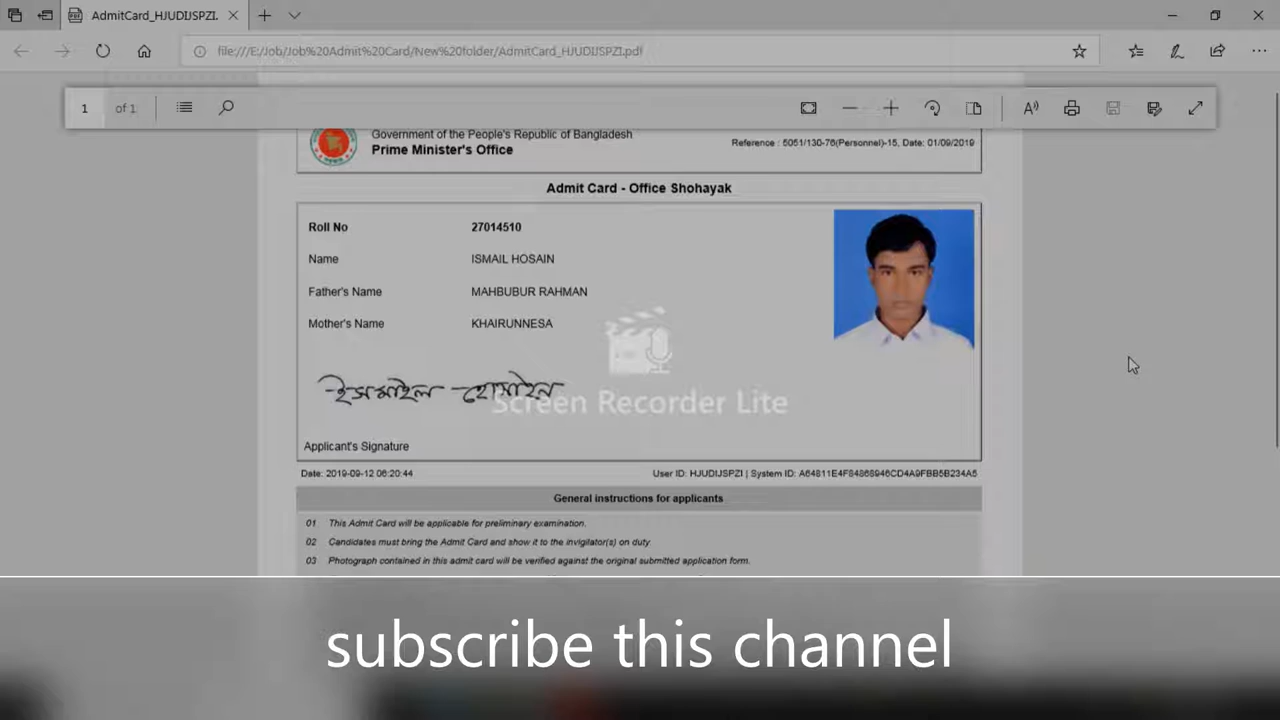 AdmitCard_HJUDIJSPZI.
file:///E:/Job/Job%20Admit%20Card/New%20folder/AdmitCard_HJUDIJSPZI.pdf
1 of 1
Government of the People's Republic of Bangladesh
Prime Minister's Office
Reference : 5051/130-76(Personnel)-15, Date: 01/09/2019
Admit Card - Office Shohayak
Roll No 27014510
Name ISMAIL HOSAIN
Father's Name MAHBUBUR RAHMAN
Mother's Name KHAIRUNNESA
ইসমাইল হোসাইন
Screen Recorder Lite
Applicant's Signature
Date: 2019-09-12 06:20:44 User ID: HJUDIJSPZI | System ID: A64811E4F84868946CD4A9FBB5B234A5
General instructions for applicants
01 This Admit Card will be applicable for preliminary examination.
02 Candidates must bring the Admit Card and show it to the invigilator(s) on duty.
03 Photograph contained in this admit card will be verified against the original submitted application form.
subscribe this channel